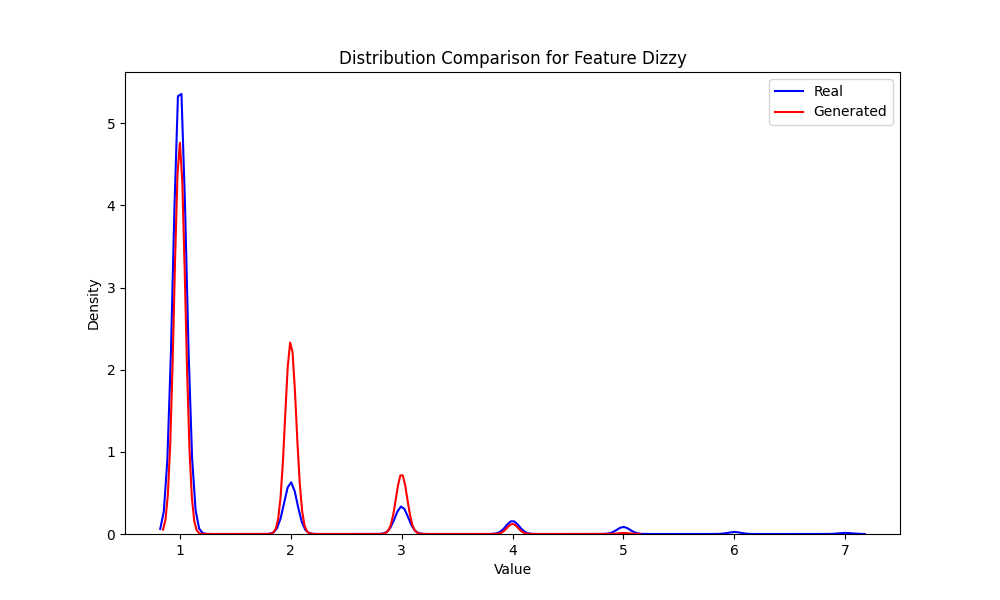 Distribution Comparison for Feature Dizzy
Real
Generated
Density
5
4
3
2
1
0
1 2 3 4 5 6 7
Value